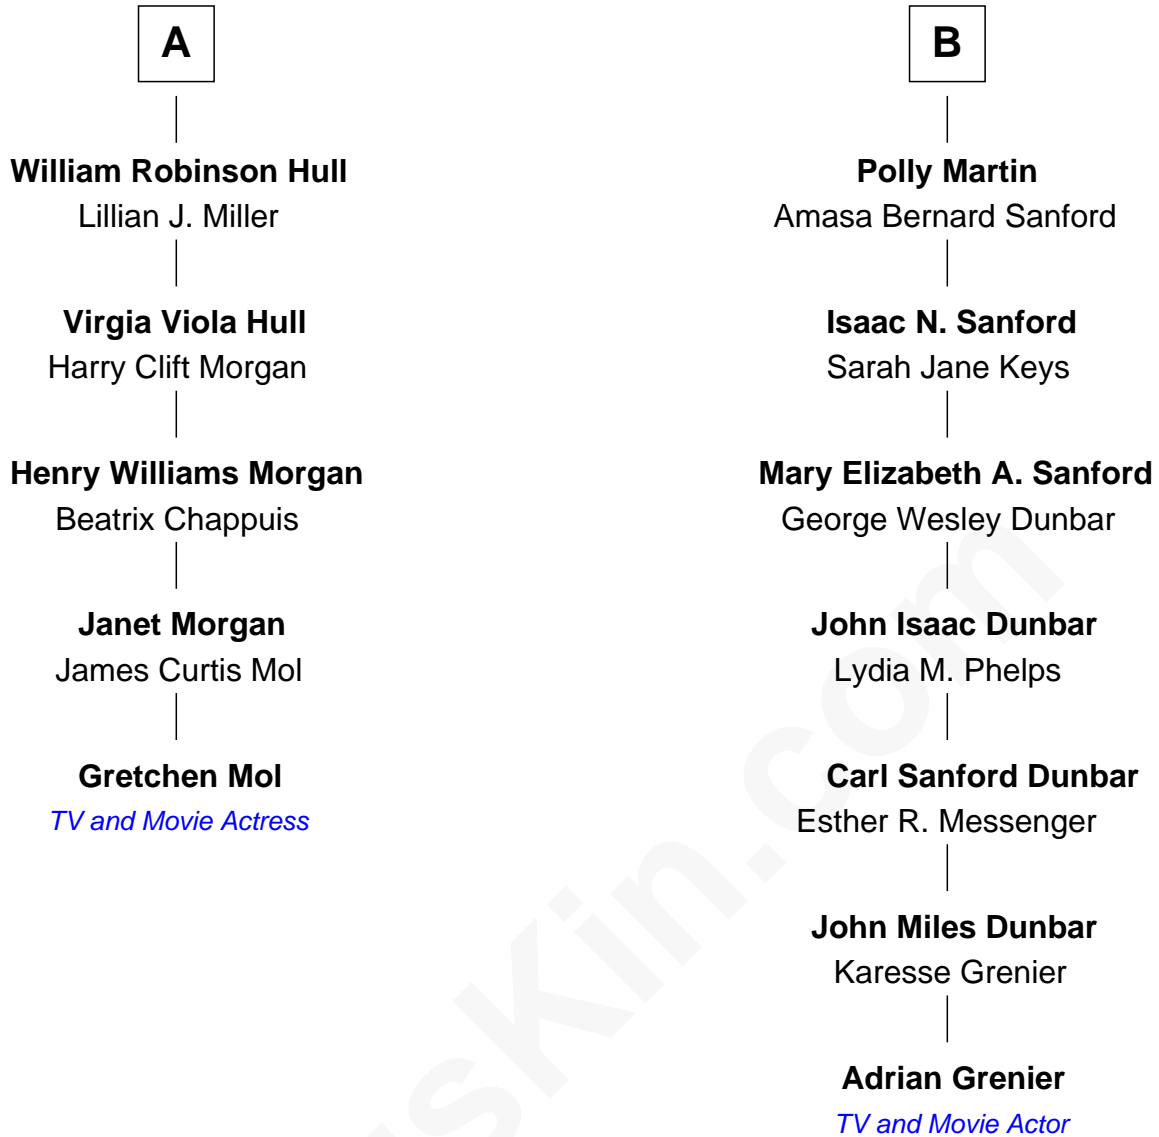 A
William Robinson Hull
Lillian J. Miller
Virgia Viola Hull
Harry Clift Morgan
Henry Williams Morgan
Beatrix Chappuis
Janet Morgan
James Curtis Mol
Gretchen Mol
TV and Movie Actress
B
Polly Martin
Amasa Bernard Sanford
Isaac N. Sanford
Sarah Jane Keys
Mary Elizabeth A. Sanford
George Wesley Dunbar
John Isaac Dunbar
Lydia M. Phelps
Carl Sanford Dunbar
Esther R. Messenger
John Miles Dunbar
Karesse Grenier
Adrian Grenier
TV and Movie Actor
sKin.com